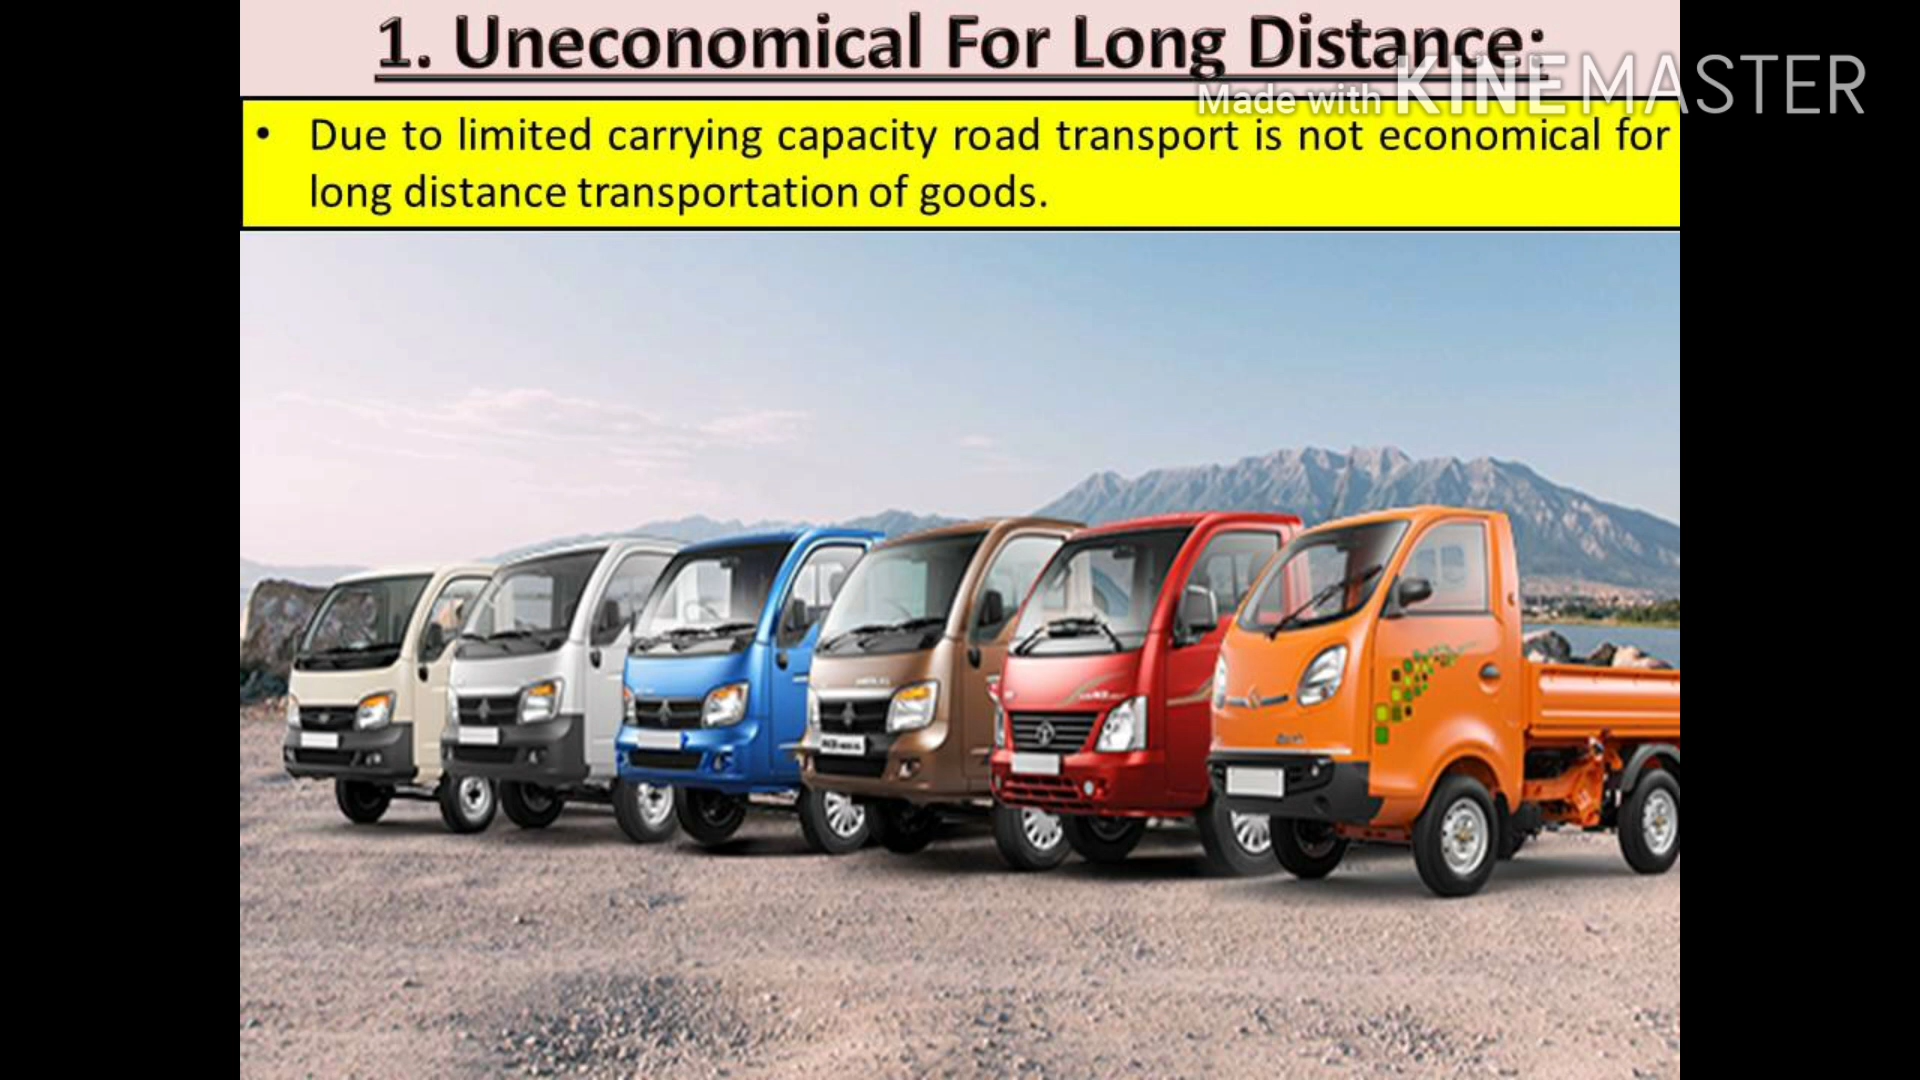 1. Uneconomical For Long Distance:
Made with KINEMASTER
• Due to limited carrying capacity road transport is not economical for
long distance transportation of goods.